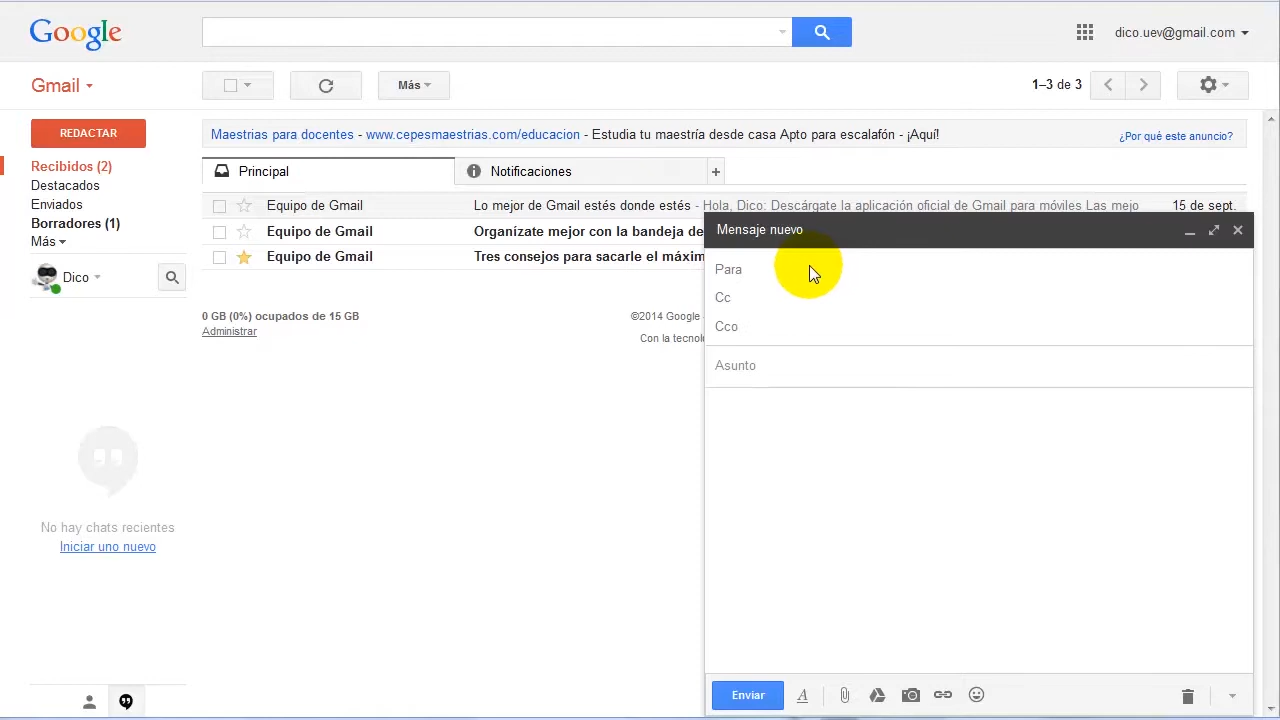 Google
dico.uev@gmail.com
Gmail
Más
1–3 de 3
REDACTAR
Maestrias para docentes - www.cepesmaestrias.com/educacion - Estudia tu maestría desde casa Apto para escalafón - ¡Aquí!
¿Por qué este anuncio?
Recibidos (2)
Destacados
Enviados
Borradores (1)
Más
Dico
Principal
Notificaciones
Equipo de Gmail Lo mejor de Gmail estés donde estés - Hola, Dico: Descárgate la aplicación oficial de Gmail para móviles Las mejo 15 de sept.
Equipo de Gmail Organízate mejor con la bandeja de
Equipo de Gmail Tres consejos para sacarle el máxim
0 GB (0%) ocupados de 15 GB
Administrar
©2014 Google
Con la tecnol
Mensaje nuevo
Para
Cc
Cco
Asunto
No hay chats recientes
Iniciar uno nuevo
Enviar
A